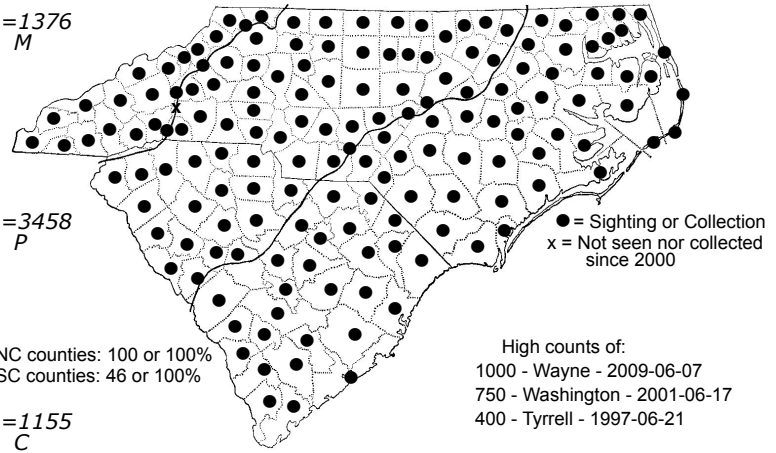 =1376
M
=3458
P
● = Sighting or Collection
x = Not seen nor collected
since 2000
x
NC counties: 100 or 100%
SC counties: 46 or 100%
High counts of:
1000 - Wayne - 2009-06-07
750 - Washington - 2001-06-17
400 - Tyrrell - 1997-06-21
=1155
C